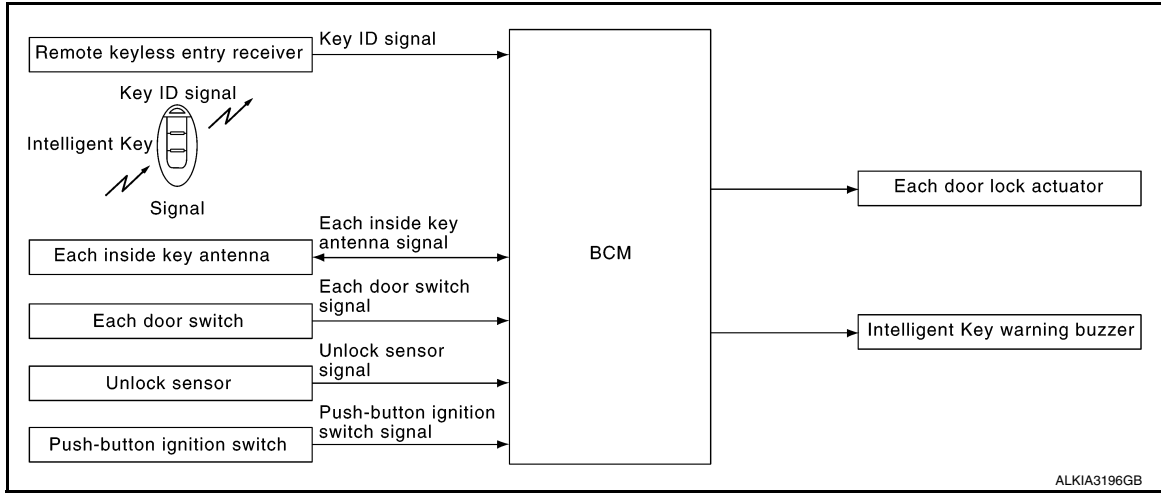 Remote keyless entry receiver
Key ID signal
Key ID signal
Intelligent Key
Signal
Each inside key antenna
Each inside key
antenna signal
Each door switch
Each door switch
signal
Unlock sensor
Unlock sensor
signal
Push-button ignition switch
Push-button ignition
switch signal
BCM
Each door lock actuator
Intelligent Key warning buzzer
ALKIA3196GB